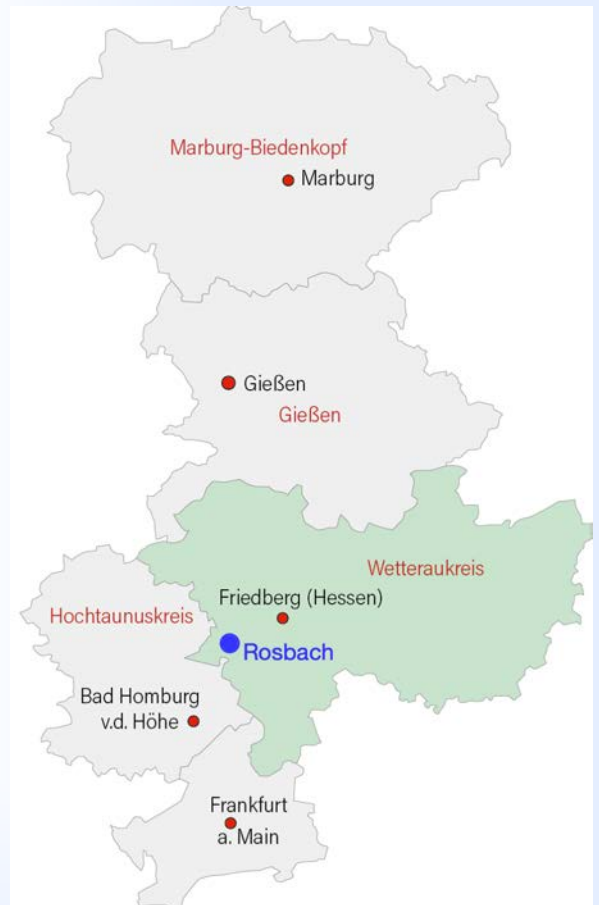 Marburg-Biedenkopf
Marburg
Gießen
Gießen
Wetteraukreis
Friedberg (Hessen)
Hochtaunuskreis
Rosbach
Bad Homburg
v.d. Höhe
Frankfurt
a. Main